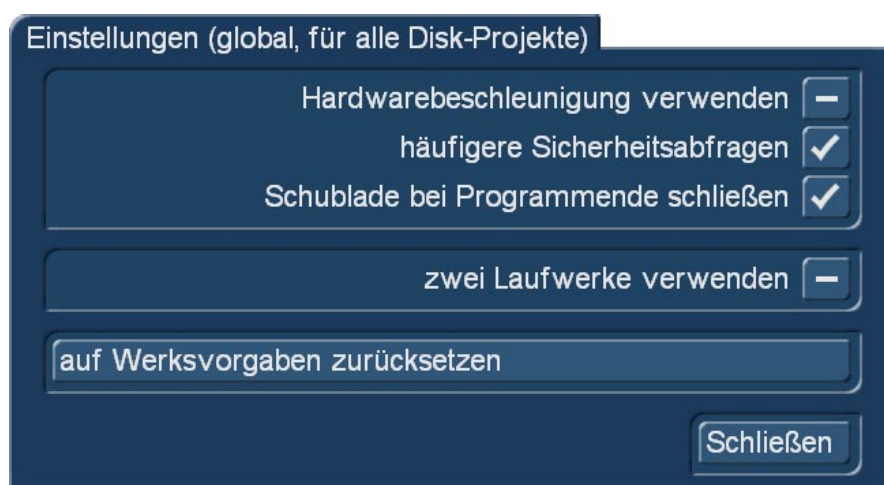 Einstellungen (global, für alle Disk-Projekte)
Hardwarebeschleunigung verwenden
häufigere Sicherheitsabfragen
Schublade bei Programmende schließen
zwei Laufwerke verwenden
auf Werksvorgaben zurücksetzen
Schließen